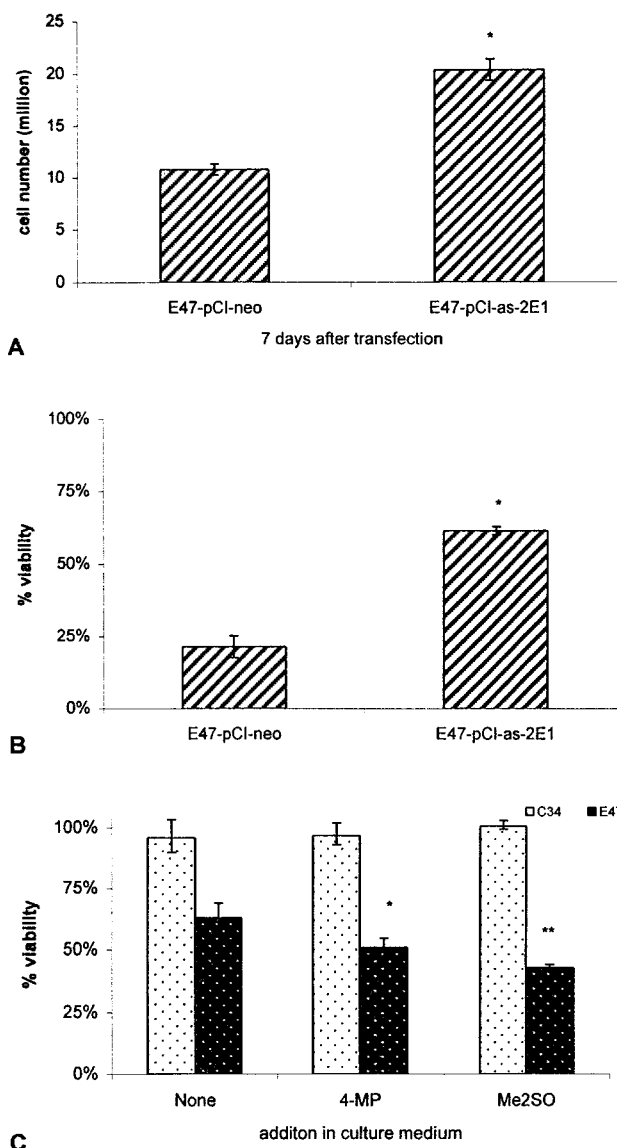 25
*
20
15
10
5
0
cell number (million)
E47-pCI-neo
E47-pCI-as-2E1
7 days after transfection
A
100%
75%
*
50%
25%
0%
% viability
E47-pCI-neo
E47-pCI-as-2E1
B
C34 E47
100%
75%
*
**
50%
25%
0%
% viability
None
4-MP
Me2SO
additon in culture medium
C